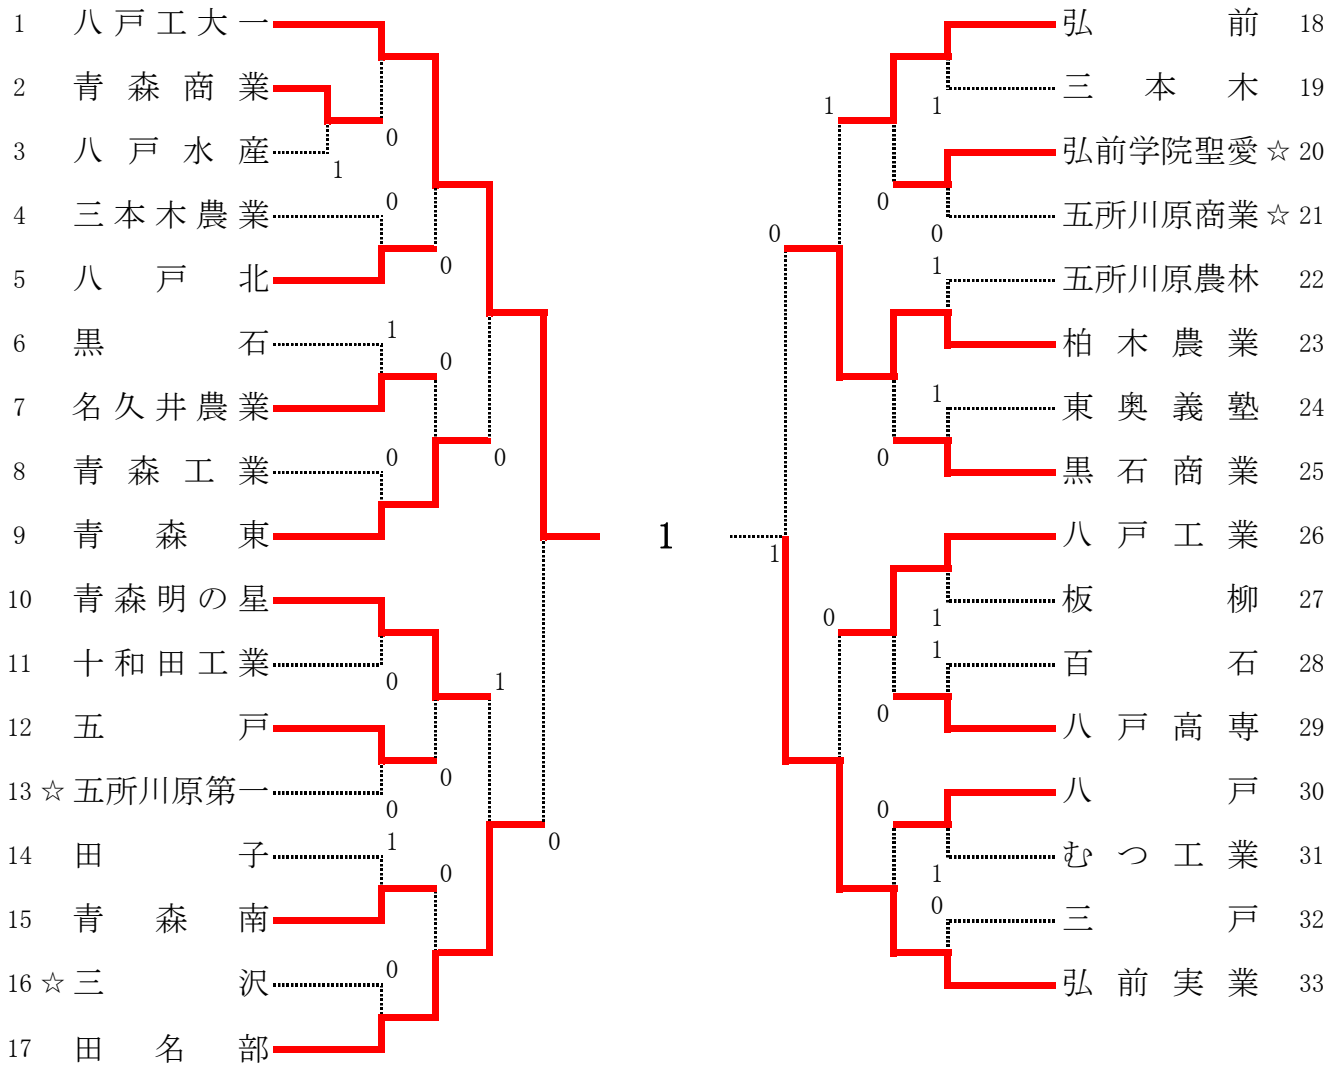 1 八戸工大一
2 青森商業
0
3 八戸水産
1
4 三本木農業
0
5 八戸北
0
6 黒石
1
0
7 名久井農業
8 青森工業
0
0
9 青森東
10 青森明の星
11 十和田工業
0
1
12 五戸
0
13 ☆ 五所川原第一
0
14 田子
1
0
0
15 青森南
16 ☆ 三沢
0
17 田名部
1
弘前 18
三本木 19
1
1
弘前学院聖愛 ☆ 20
0
五所川原商業 ☆ 21
0
0
五所川原農林 22
1
柏木農業 23
東奥義塾 24
1
黒石商業 25
0
八戸工業 26
1
板柳 27
1
0
百石 28
1
八戸高専 29
0
八戸 30
0
むつ工業 31
1
三戸 32
0
弘前実業 33